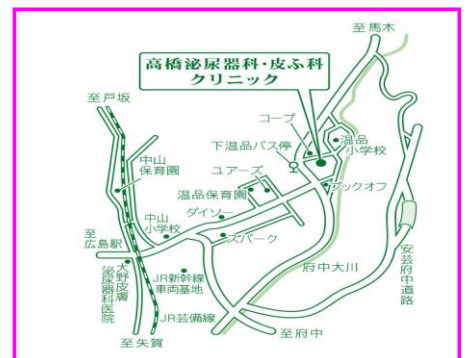 至馬木
高橋泌尿器科・皮ふ科
クリニック
至戸坂
コープ
下温品バス停
温品
小学校
中山
保育園
ユアーズ
ブックオフ
温品保育園
ダイソー
中山
小学校
スパーク
至
広島駅
安芸府中道路
府中大川
大野皮膚
泌尿器科医院
JR新幹線
車両基地
JR芸備線
至府中
至矢賀